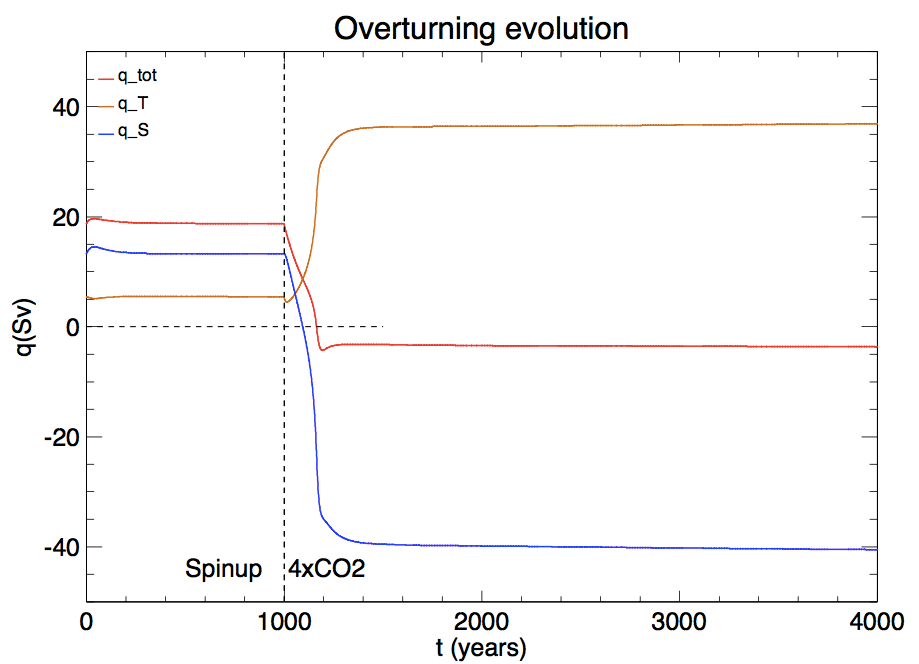 Overturning evolution
q_tot
q_T
q_S
40
20
0
-20
-40
q(Sv)
Spinup 4xCO2
0 1000 2000 3000 4000
t (years)